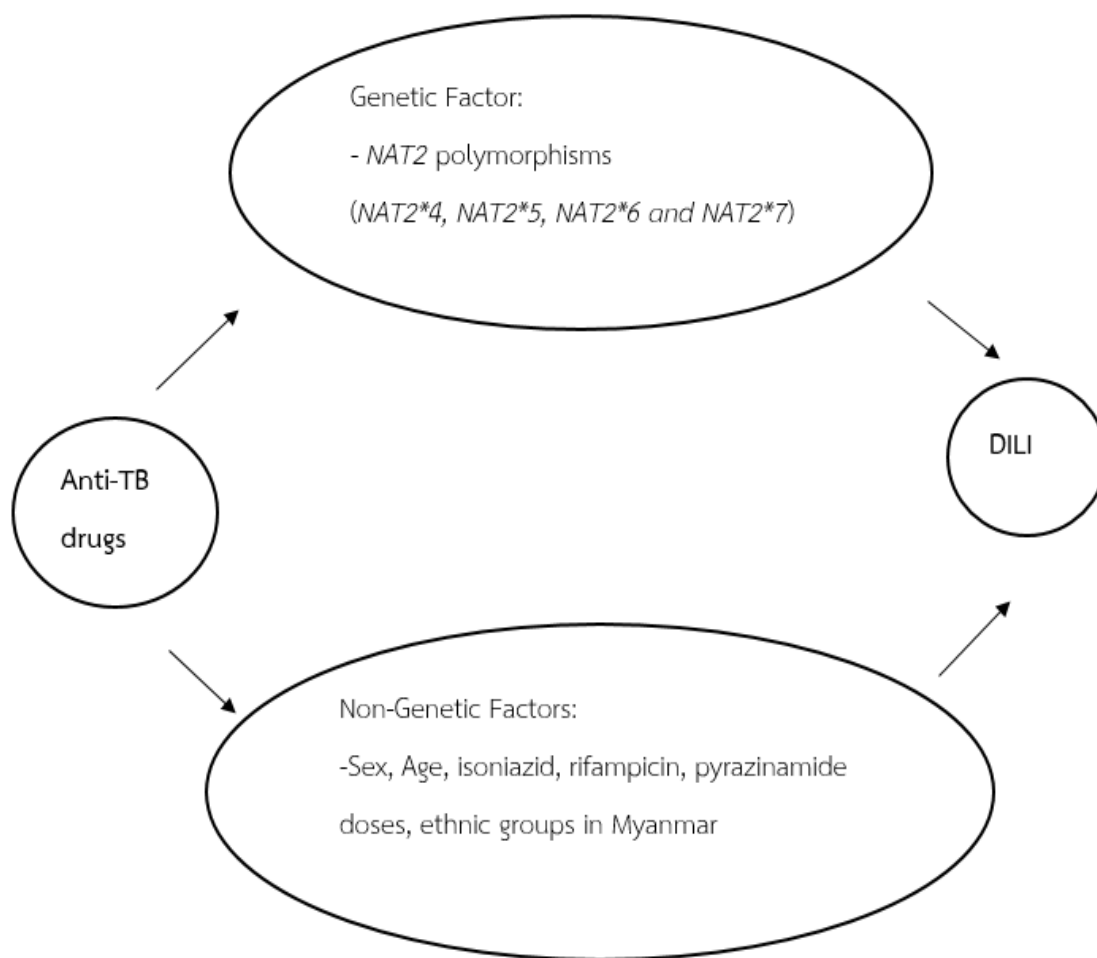 Genetic Factor:
- NAT2 polymorphisms
(NAT2*4, NAT2*5, NAT2*6 and NAT2*7)
Anti-TB
drugs
DILI
Non-Genetic Factors:
-Sex, Age, isoniazid, rifampicin, pyrazinamide
doses, ethnic groups in Myanmar